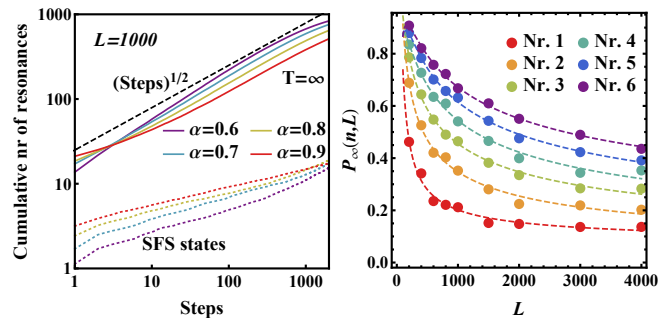 L=1000
(Steps)^{1/2}
T=∞
α=0.6 α=0.8
α=0.7 α=0.9
SFS states
1000
100
10
1
1 10 100 1000
Steps
Cumulative nr of resonances
Nr. 1 Nr. 4
Nr. 2 Nr. 5
Nr. 3 Nr. 6
0.8
0.6
0.4
0.2
0.0
0 1000 2000 3000 4000
L
P∞(n,L)